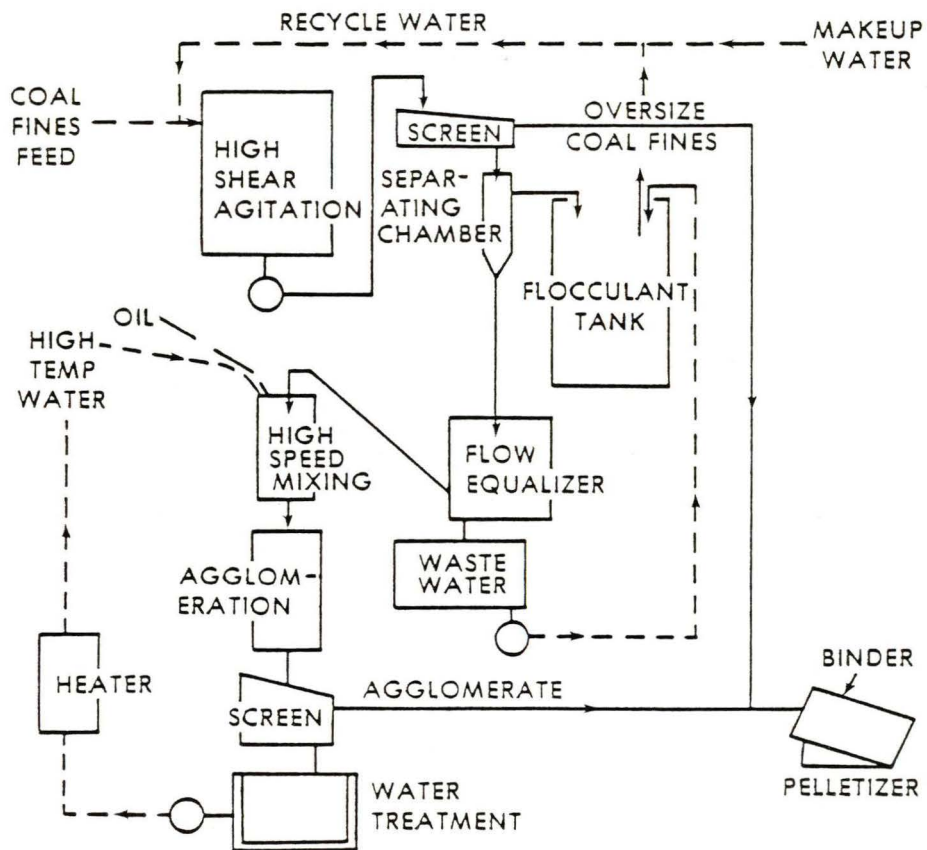 RECYCLE WATER
MAKEUP
WATER
COAL
FINES
FEED
HIGH
SHEAR
AGITATION
SCREEN
OVERSIZE
COAL FINES
SEPAR-
ATING
CHAMBER
FLOCCULANT
TANK
OIL
HIGH
TEMP
WATER
HIGH
SPEED
MIXING
FLOW
EQUALIZER
WASTE
WATER
AGGLOM-
ERATION
HEATER
SCREEN
AGGLOMERATE
BINDER
PELLETIZER
WATER
TREATMENT